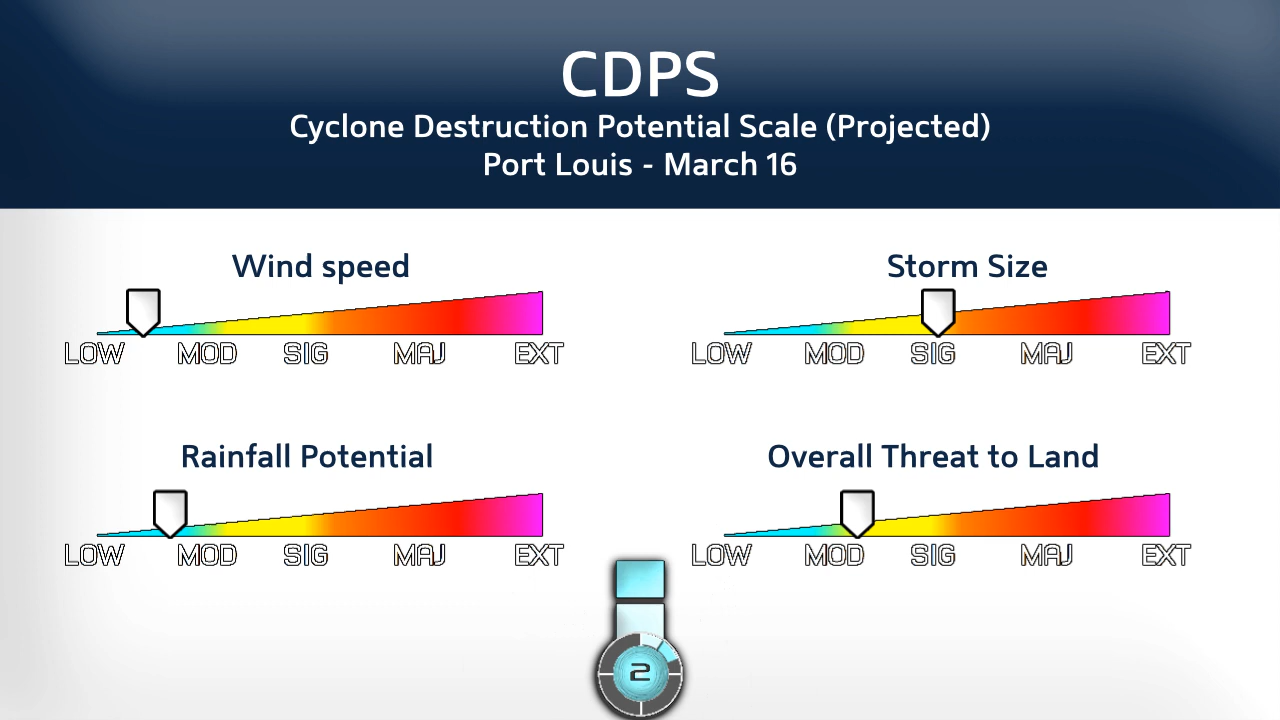 CDPS
Cyclone Destruction Potential Scale (Projected)
Port Louis - March 16
Wind speed
LOW MOD SIG MAJ EXT
Storm Size
LOW MOD SIG MAJ EXT
Rainfall Potential
LOW MOD SIG MAJ EXT
Overall Threat to Land
LOW MOD SIG MAJ EXT
2